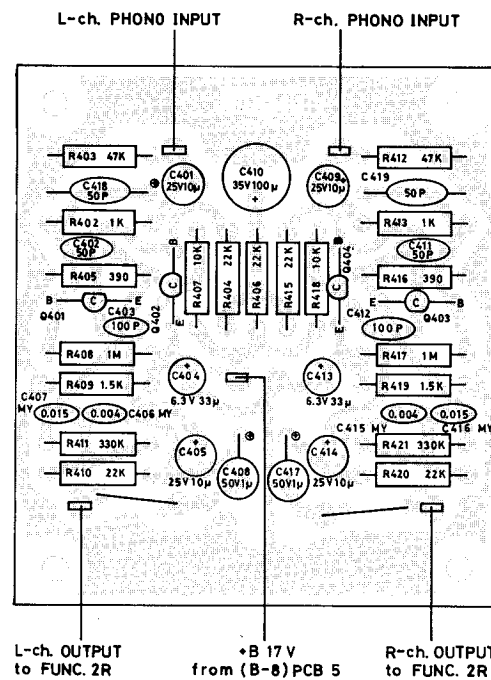 L-ch. PHONO INPUT R-ch. PHONO INPUT
R403 47K
C401
25V10µ
C410
35V100µ
+
C409+
25V10µ
R412 47K
C418
50P
⊕
C419
50P
R402 1K
R413 1K
C402
50P
C411
50P
R405 390
R416 390
B C E
Q401
B
C
E
Q402
R407 10K
R404 22K
R406 22K
R415 22K
R418 10K
B
C
E
Q404
E C B
Q403
C403
100P
C412
100P
R408 1M
R417 1M
R409 1.5K
R419 1.5K
+
C404
6.3V 33µ
+
C413
6.3V 33µ
C407
MY
0.015
0.004
C406 MY
0.004
0.015
C415 MY
C416 MY
R411 330K
R421 330K
R410 22K
R420 22K
+
C405
25V10µ
⊕
C408
50V1µ
⊕
C417
50V1µ
+
C414
25V10µ
L-ch. OUTPUT
to FUNC. 2R
+B 17V
from (B-8) PCB 5
R-ch. OUTPUT
to FUNC. 2R